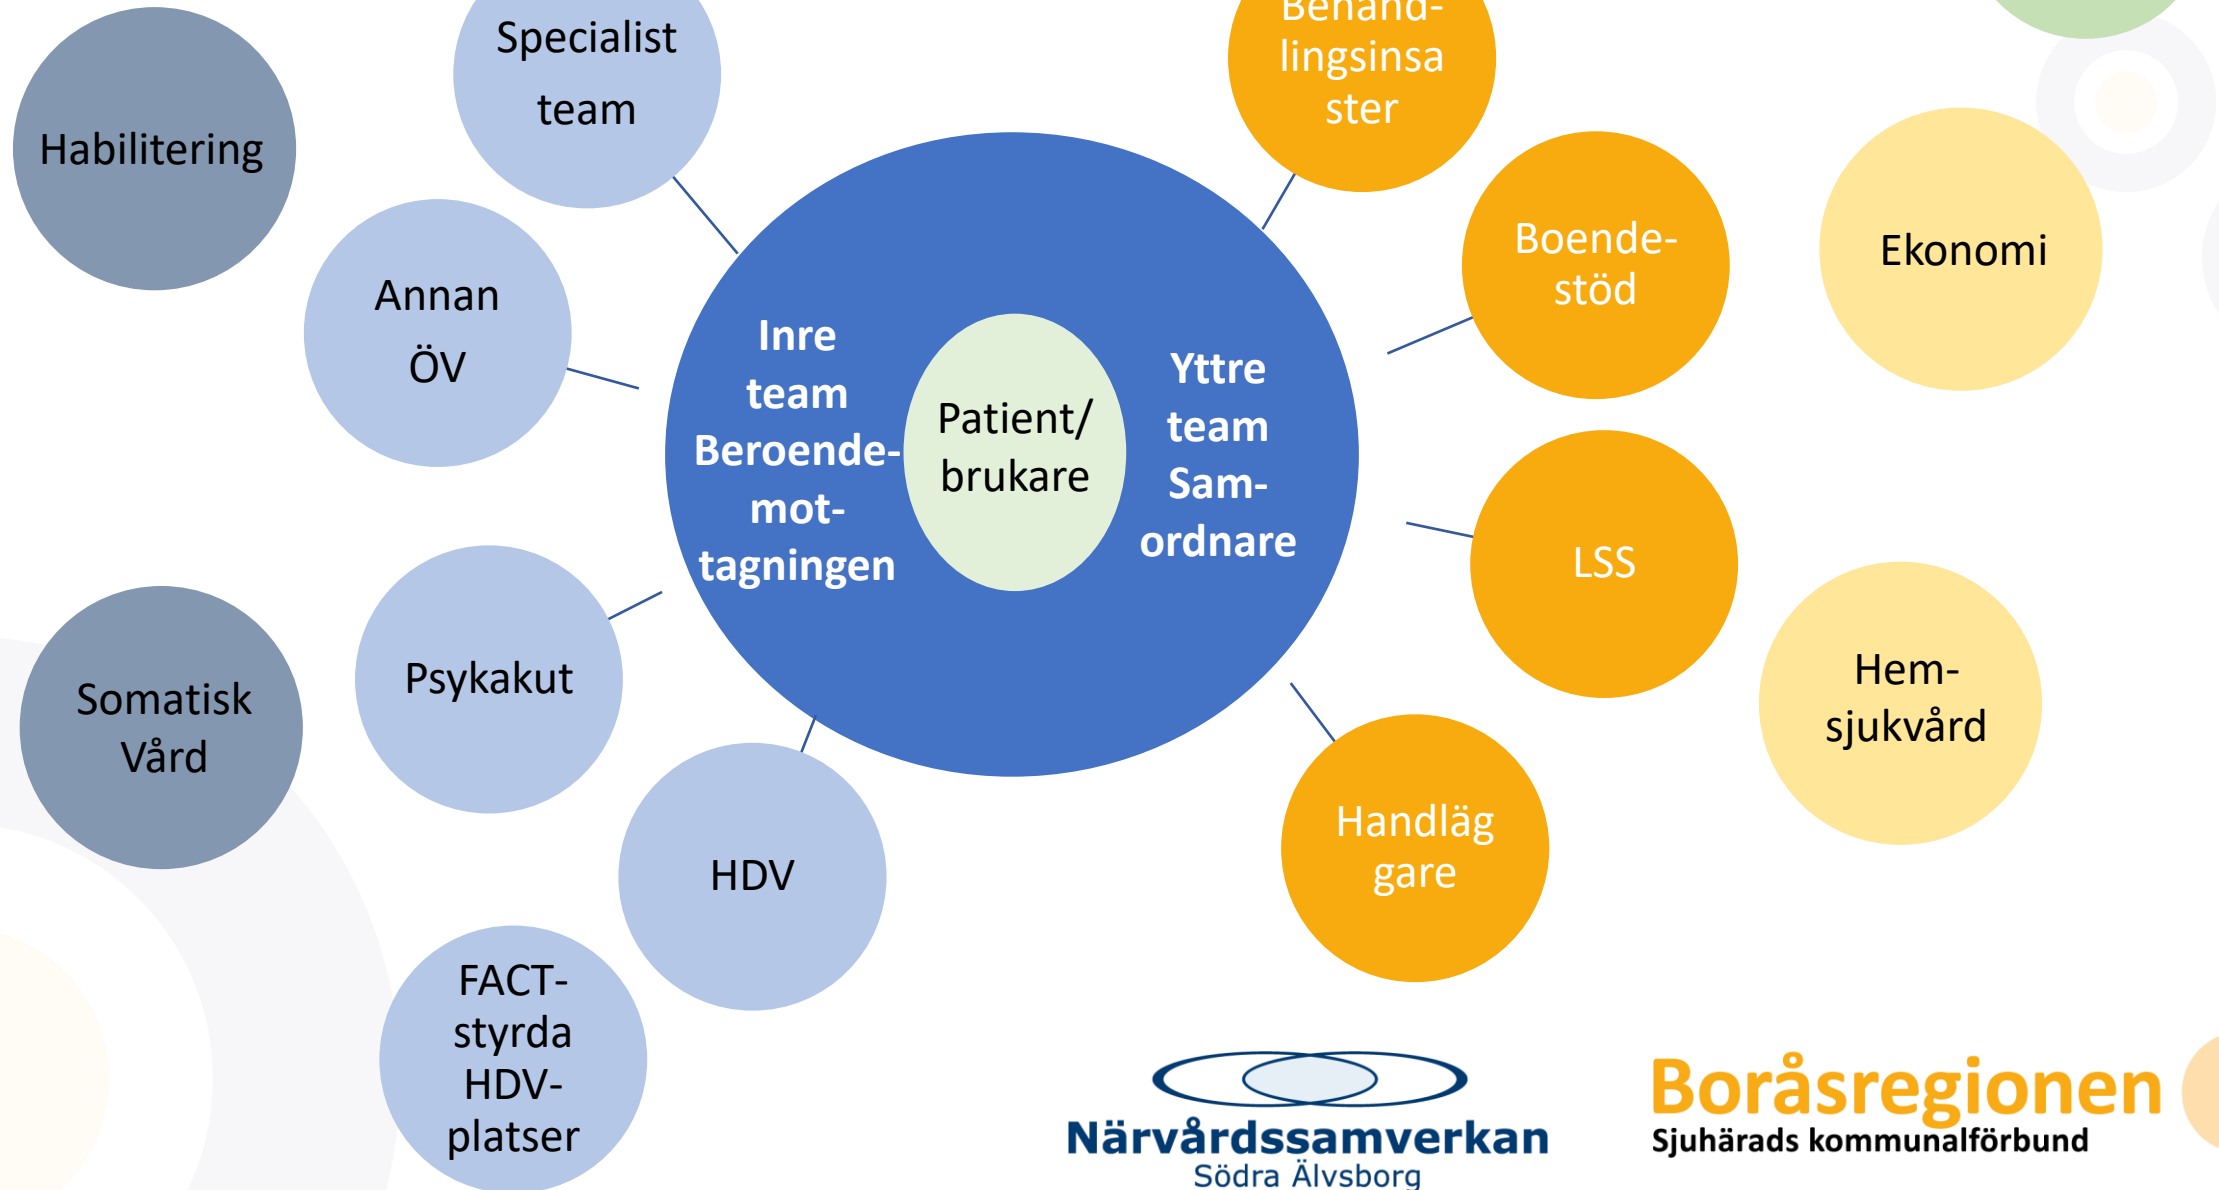 Specialist
team
Behand-
lingsinsa
ster
Habilitering
Annan
ÖV
Boende-
stöd
Ekonomi
Inre
team
Beroende-
mot-
tagningen
Patient/
brukare
Yttre
team
Sam-
ordnare
LSS
Somatisk
Vård
Psykakut
Hem-
sjukvård
HDV
Handläg
gare
FACT-
styrda
HDV-
platser
Närvårdssamverkan
Södra Älvsborg
Boråsregionen
Sjuhärads kommunalförbund